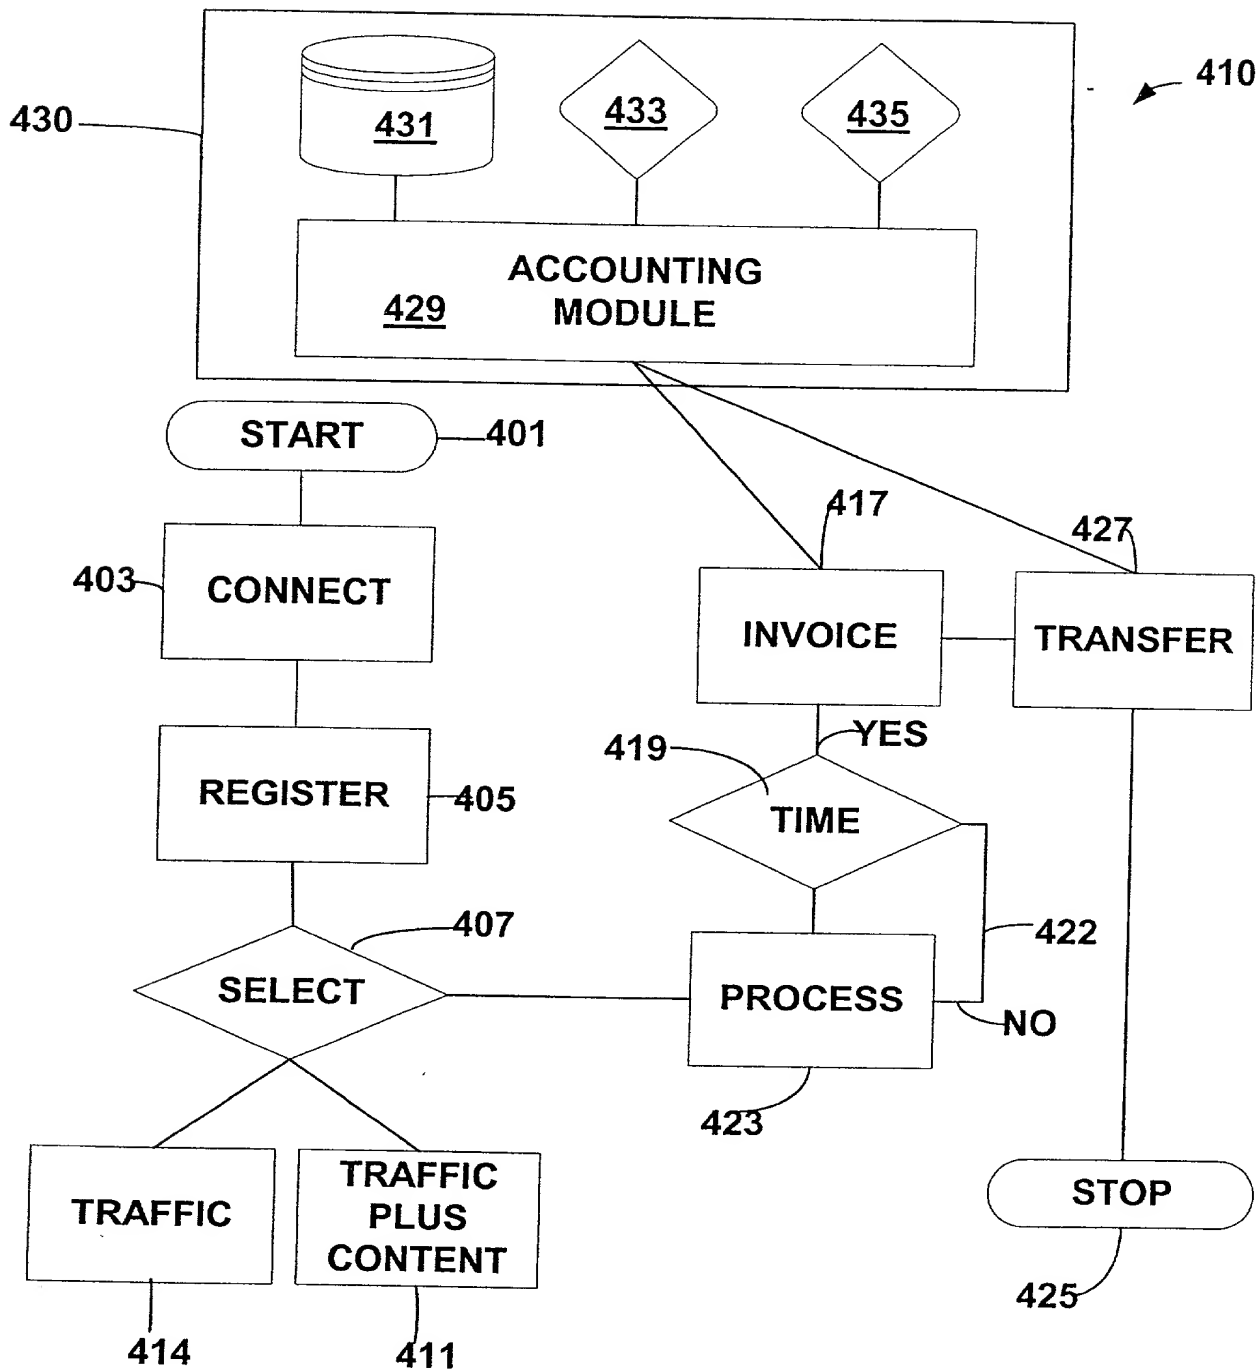 410
430
431
433
435
ACCOUNTING
MODULE
429
START
401
417
427
403
CONNECT
INVOICE
TRANSFER
YES
419
REGISTER
405
TIME
407
422
SELECT
PROCESS
NO
423
TRAFFIC
TRAFFIC
PLUS
CONTENT
STOP
425
414
411